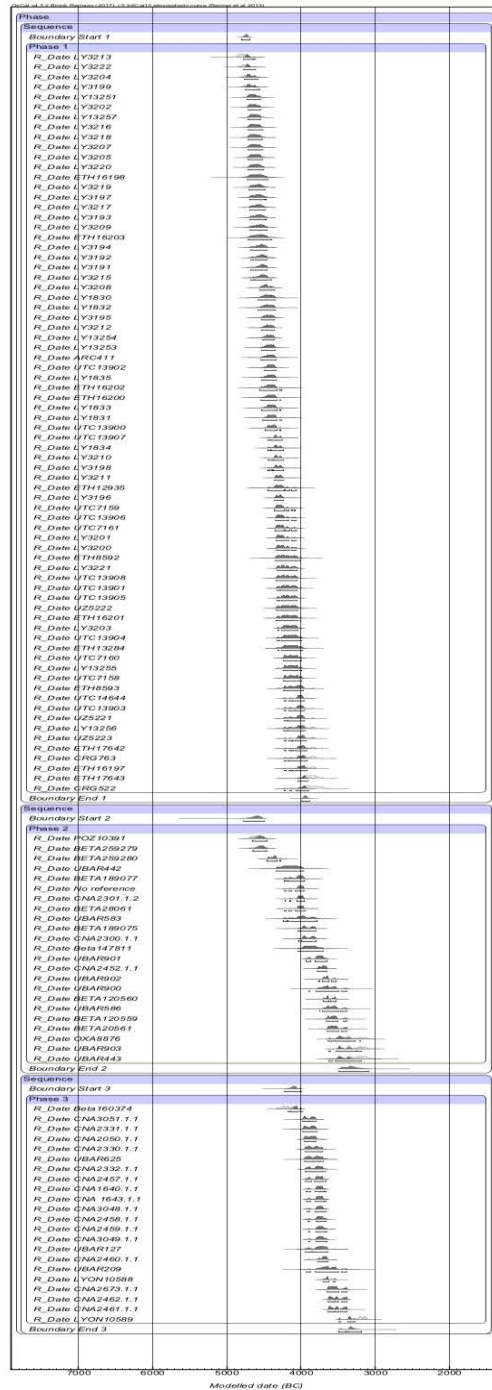 OxCal v4.3.2 Bronk Ramsey (2017); r:5 IntCal13 atmospheric curve (Reimer et al 2013)
Phase
Sequence
Boundary Start 1
Phase 1
R_Date LY3213
R_Date LY3222
R_Date LY3204
R_Date LY3199
R_Date LY13251
R_Date LY3202
R_Date LY13257
R_Date LY3216
R_Date LY3218
R_Date LY3207
R_Date LY3205
R_Date LY3220
R_Date ETH16198
R_Date LY3219
R_Date LY3197
R_Date LY3217
R_Date LY3193
R_Date LY3209
R_Date ETH16203
R_Date LY3194
R_Date LY3192
R_Date LY3191
R_Date LY3215
R_Date LY3208
R_Date LY1830
R_Date LY1832
R_Date LY3195
R_Date LY3212
R_Date LY13254
R_Date LY13253
R_Date ARC411
R_Date UTC13902
R_Date LY1835
R_Date ETH16202
R_Date ETH16200
R_Date LY1833
R_Date LY1831
R_Date UTC13900
R_Date UTC13907
R_Date LY1834
R_Date LY3210
R_Date LY3198
R_Date LY3211
R_Date ETH12935
R_Date LY3196
R_Date UTC7159
R_Date UTC13906
R_Date UTC7161
R_Date LY3201
R_Date LY3200
R_Date ETH8592
R_Date LY3221
R_Date UTC13908
R_Date UTC13901
R_Date UTC13905
R_Date UZ5222
R_Date ETH16201
R_Date LY3203
R_Date UTC13904
R_Date ETH13284
R_Date UTC7160
R_Date LY13255
R_Date UTC7158
R_Date ETH8593
R_Date UTC14644
R_Date UTC13903
R_Date UZ5221
R_Date LY13256
R_Date UZ5223
R_Date ETH17642
R_Date CRG763
R_Date ETH16197
R_Date ETH17643
R_Date CRG522
Boundary End 1
Sequence
Boundary Start 2
Phase 2
R_Date POZ10391
R_Date BETA259279
R_Date BETA259280
R_Date UBAR442
R_Date BETA189077
R_Date No reference
R_Date CNA2301.1.2
R_Date BETA28061
R_Date UBAR583
R_Date BETA189075
R_Date CNA2300.1.1
R_Date Beta147811
R_Date UBAR901
R_Date CNA2452.1.1
R_Date UBAR902
R_Date UBAR900
R_Date BETA120560
R_Date UBAR586
R_Date BETA120559
R_Date BETA20561
R_Date OXA8876
R_Date UBAR903
R_Date UBAR443
Boundary End 2
Sequence
Boundary Start 3
Phase 3
R_Date Beta160374
R_Date CNA3051.1.1
R_Date CNA2331.1.1
R_Date CNA2050.1.1
R_Date CNA2330.1.1
R_Date UBAR625
R_Date CNA2332.1.1
R_Date CNA2457.1.1
R_Date CNA1640.1.1
R_Date CNA 1643.1.1
R_Date CNA3048.1.1
R_Date CNA2458.1.1
R_Date CNA2459.1.1
R_Date CNA3049.1.1
R_Date UBAR127
R_Date CNA2460.1.1
R_Date UBAR209
R_Date LYON10588
R_Date CNA2673.1.1
R_Date CNA2462.1.1
R_Date CNA2461.1.1
R_Date LYON10589
Boundary End 3
7000 6000 5000 4000 3000 2000
Modelled date (BC)